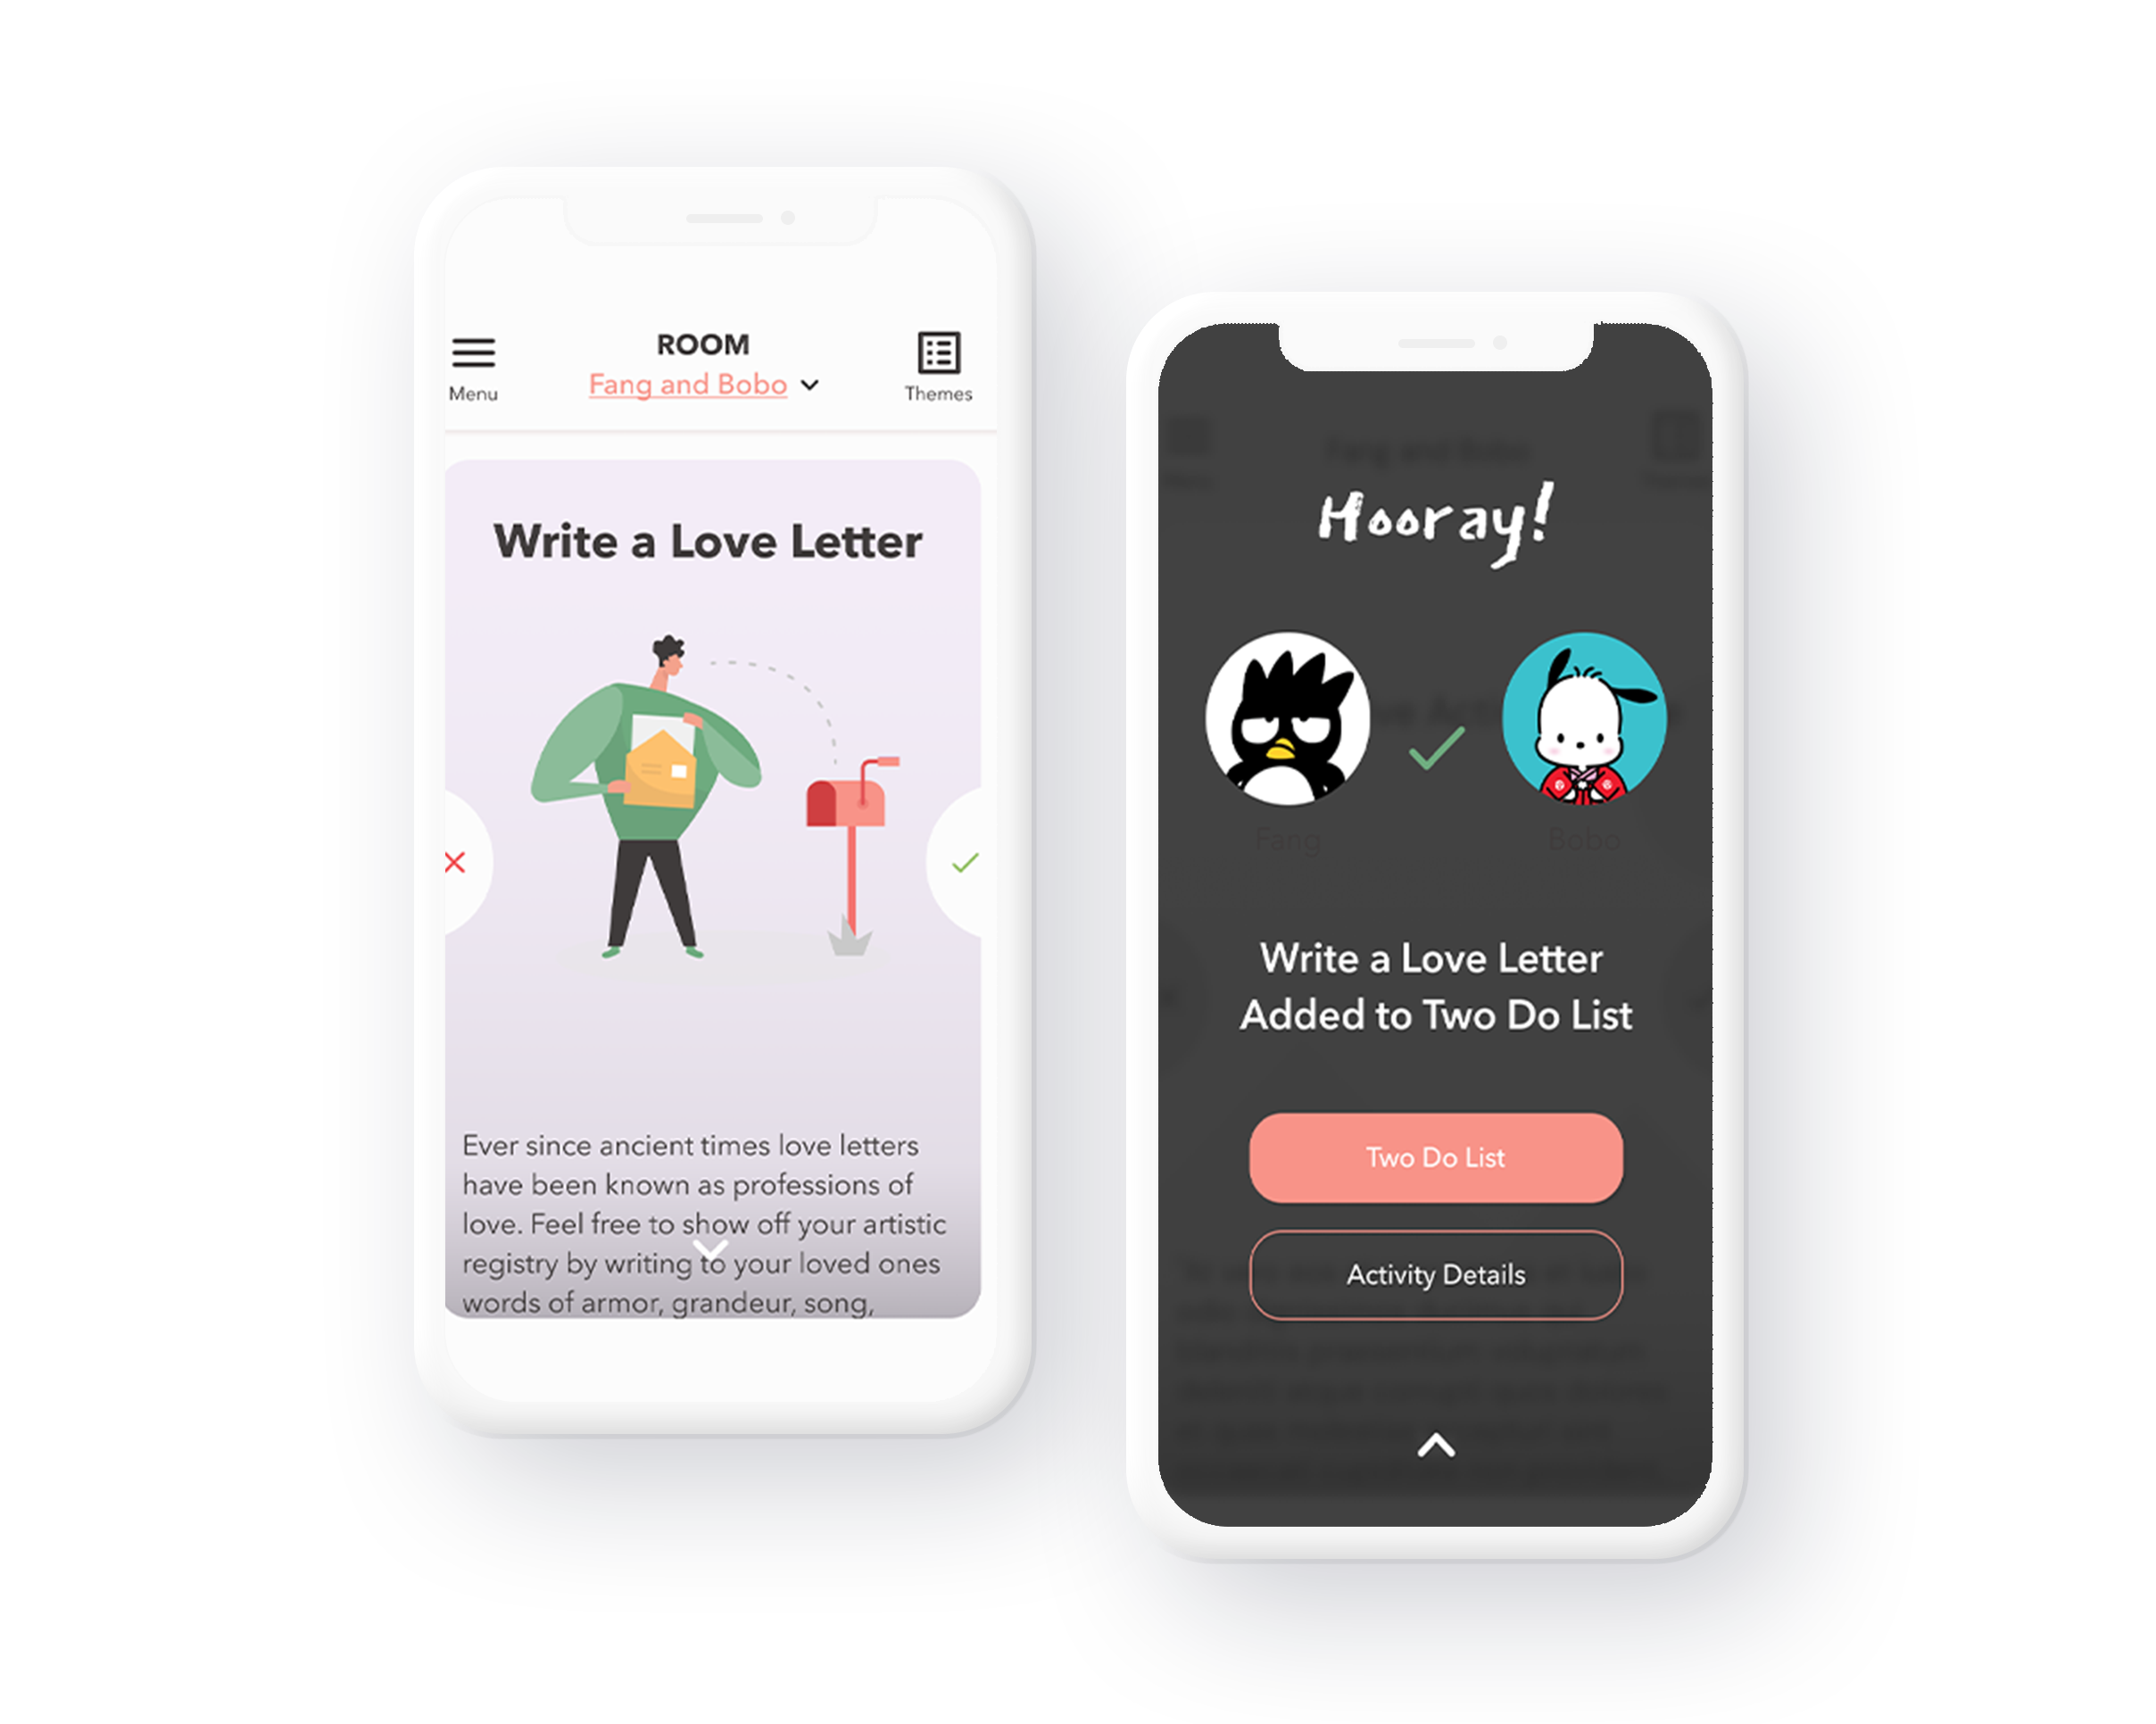 ROOM
Menu
Fang and Bobo
Themes
Write a Love Letter
Ever since ancient times love letters
have been known as professions of
love. Feel free to show off your artistic
registry by writing to your loved ones
words of armor, grandeur, song,
Fang and Bobo
Hooray!
Fang
Bobo
Write a Love Letter
Added to Two Do List
Two Do List
Activity Details